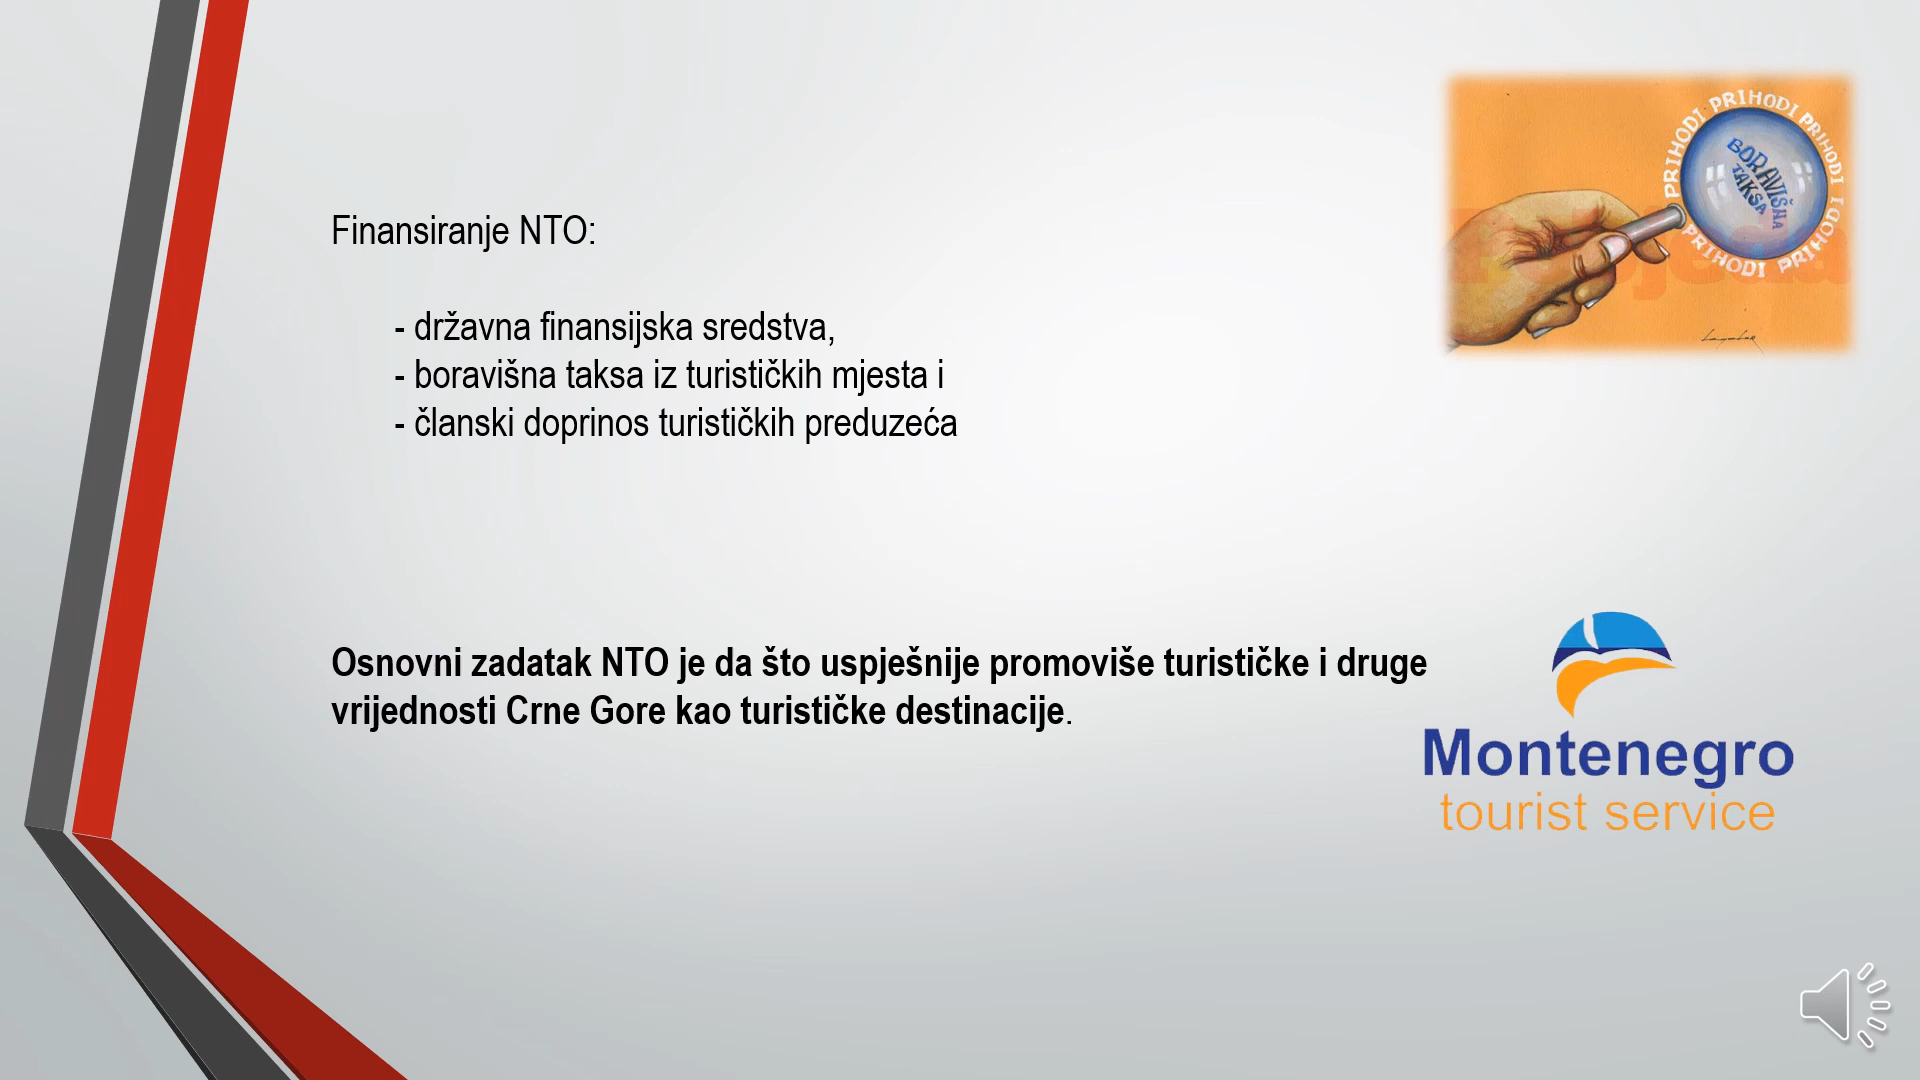 PRIHODI PRIHODI PRIHODI PRIHODI PRIHODI
BORAVIŠNA
TAKSA
Finansiranje NTO:
- državna finansijska sredstva,
- boravišna taksa iz turističkih mjesta i
- članski doprinos turističkih preduzeća
Osnovni zadatak NTO je da što uspješnije promoviše turističke i druge
vrijednosti Crne Gore kao turističke destinacije.
Montenegro
tourist service